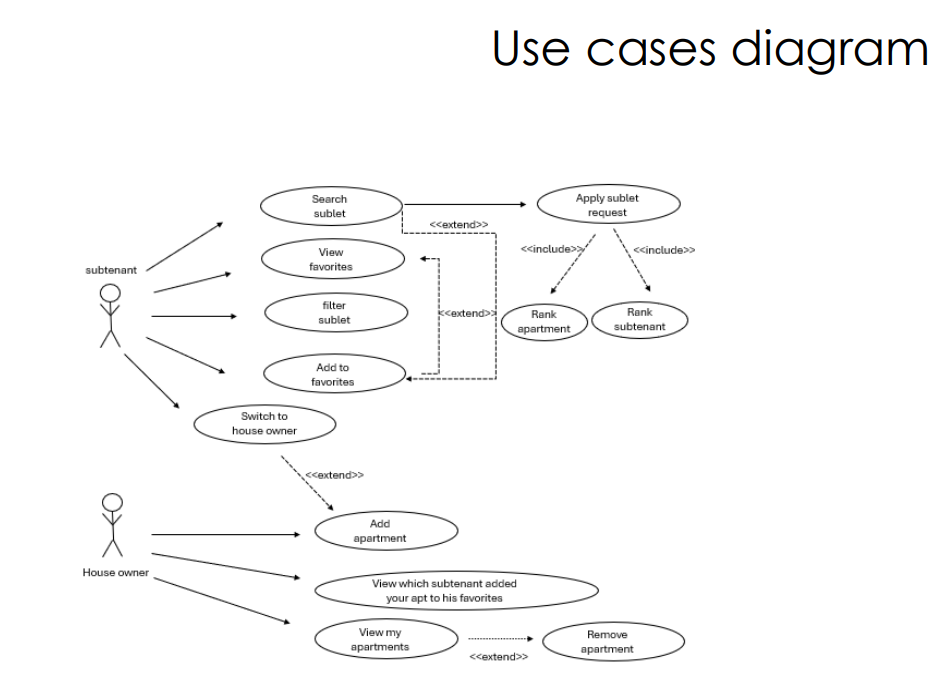 Use cases diagram
Search
sublet
Apply sublet
request
<<extend>>
View
favorites
<<include>>
<<include>>
subtenant
filter
sublet
<<extend>>
Rank
apartment
Rank
subtenant
Add to
favorites
Switch to
house owner
<<extend>>
Add
apartment
House owner
View which subtenant added
your apt to his favorites
View my
apartments
Remove
apartment
<<extend>>